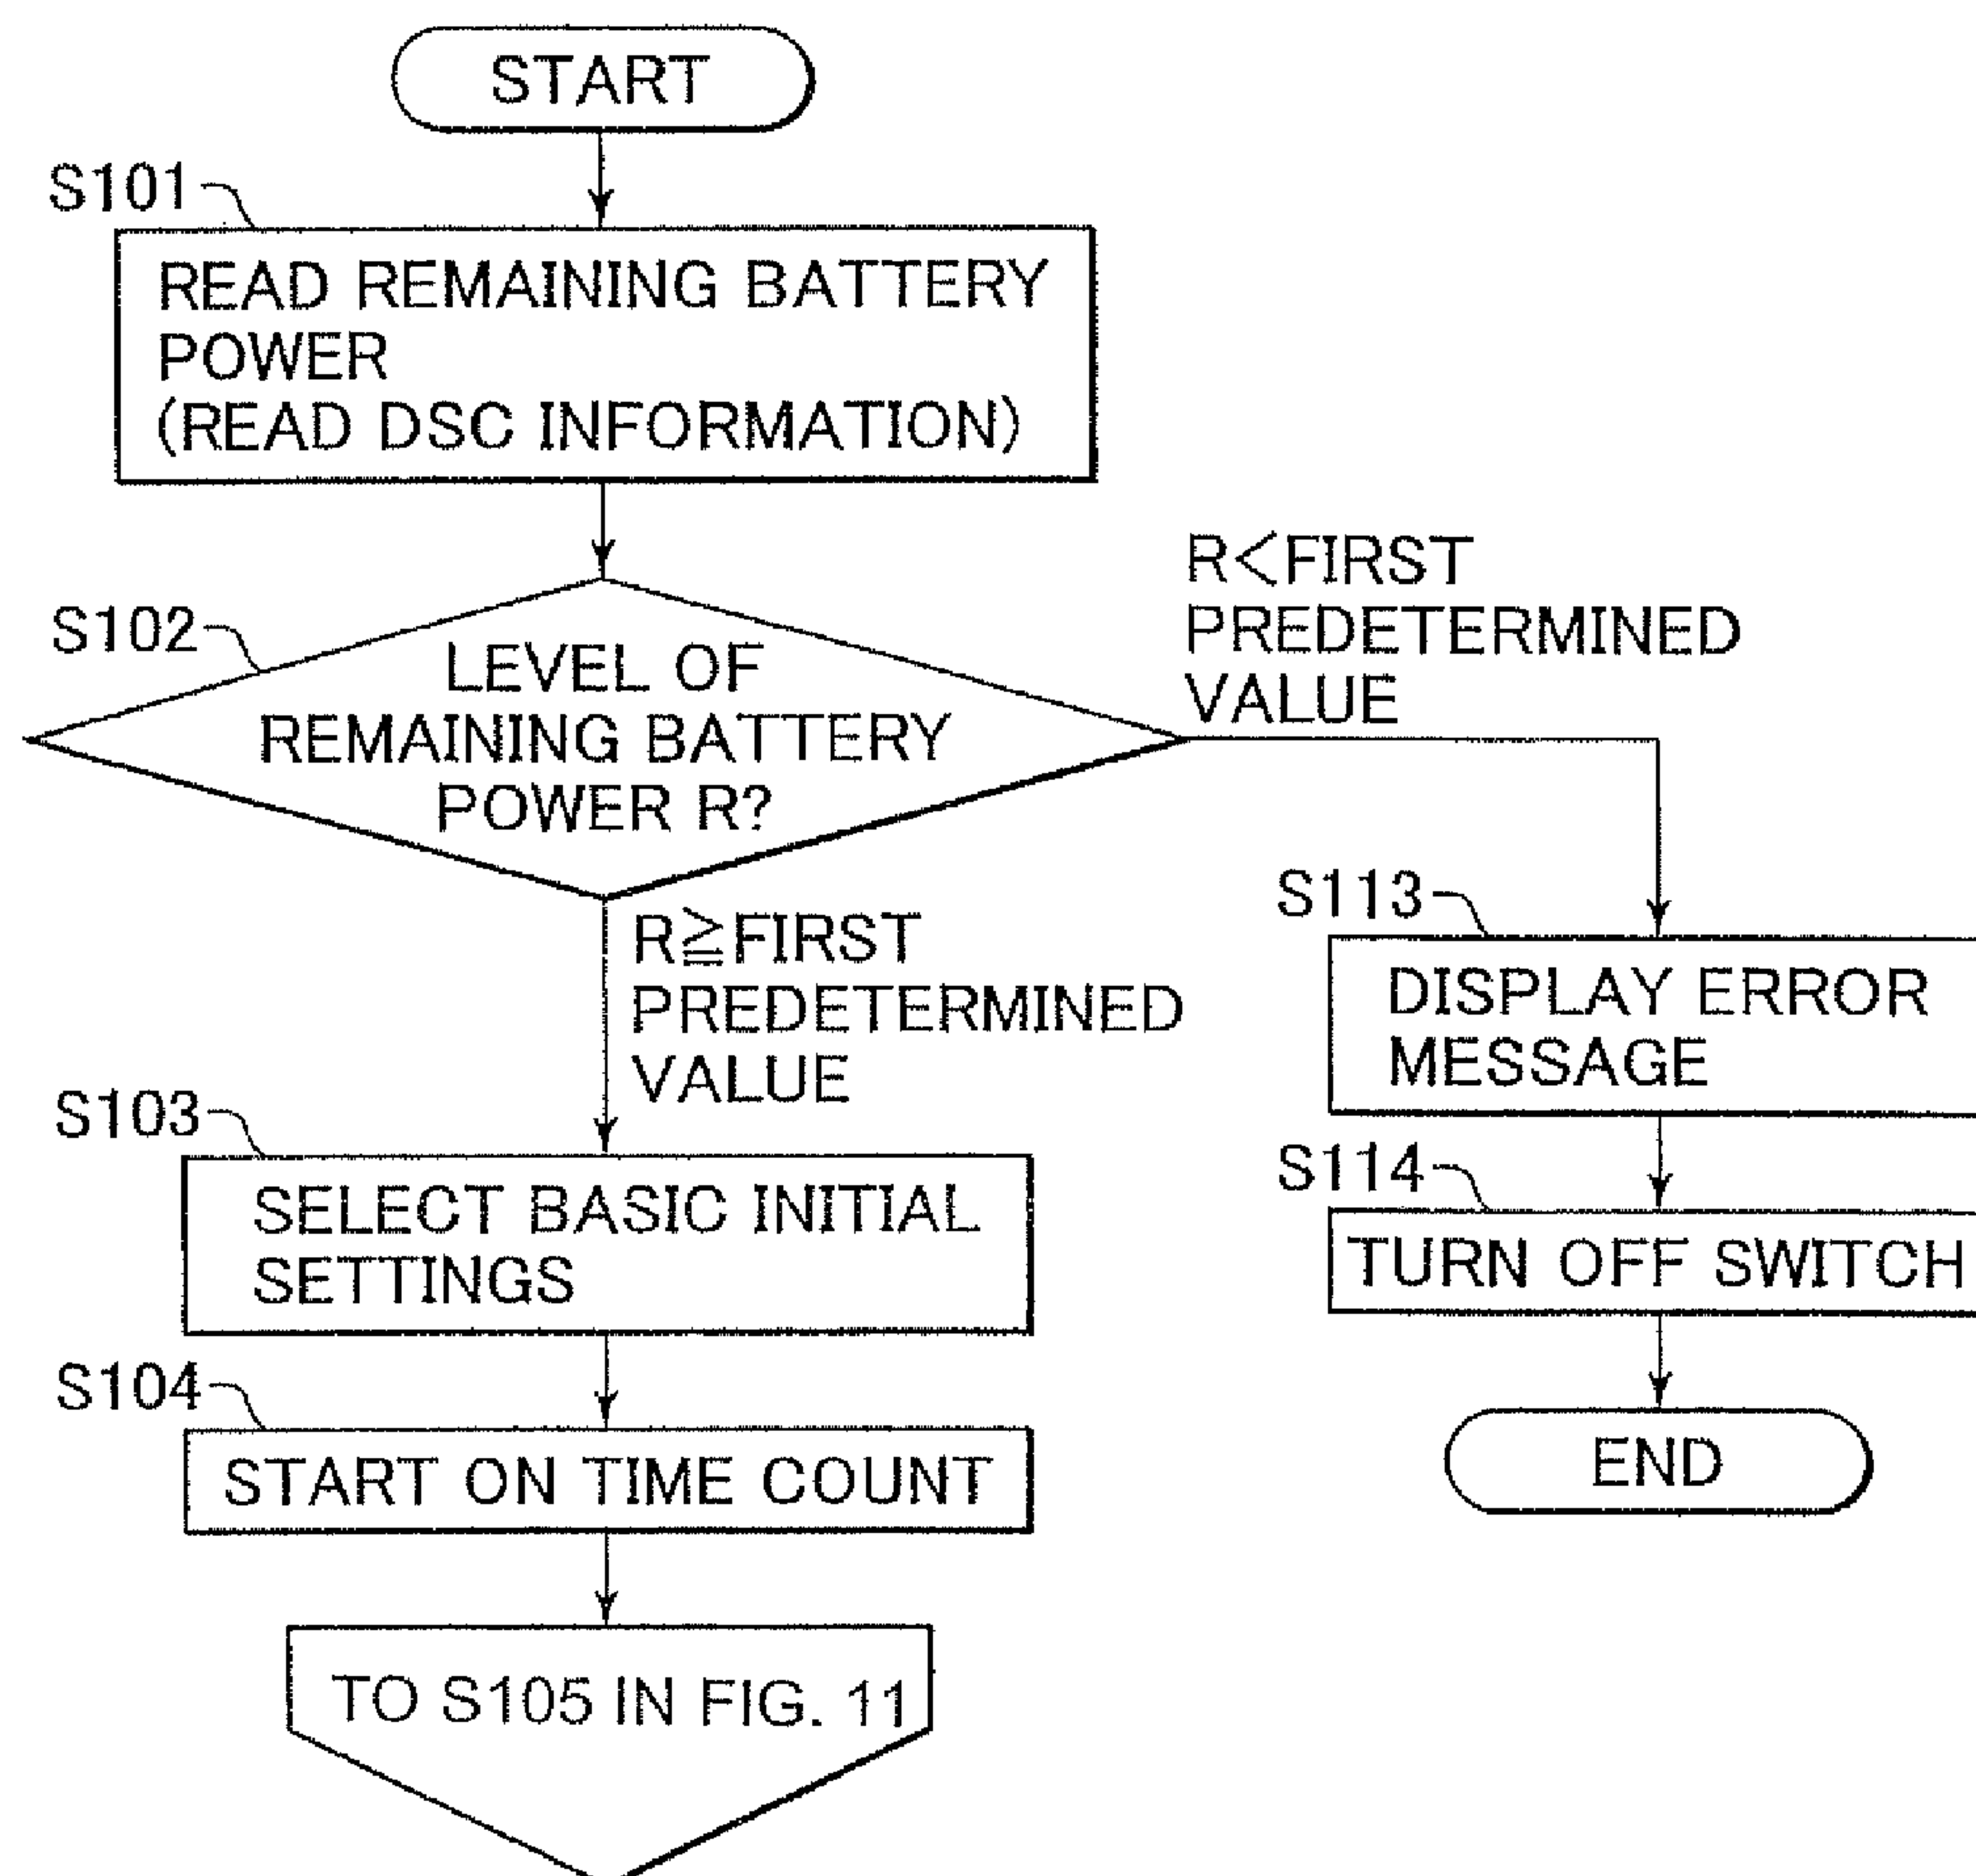 START
S101
READ REMAINING BATTERY
POWER
(READ DSC INFORMATION)
S102
LEVEL OF
REMAINING BATTERY
POWER R?
R<FIRST
PREDETERMINED
VALUE
R≧FIRST
PREDETERMINED
VALUE
S103
SELECT BASIC INITIAL
SETTINGS
S104
START ON TIME COUNT
TO S105 IN FIG. 11
S113
DISPLAY ERROR
MESSAGE
S114
TURN OFF SWITCH
END